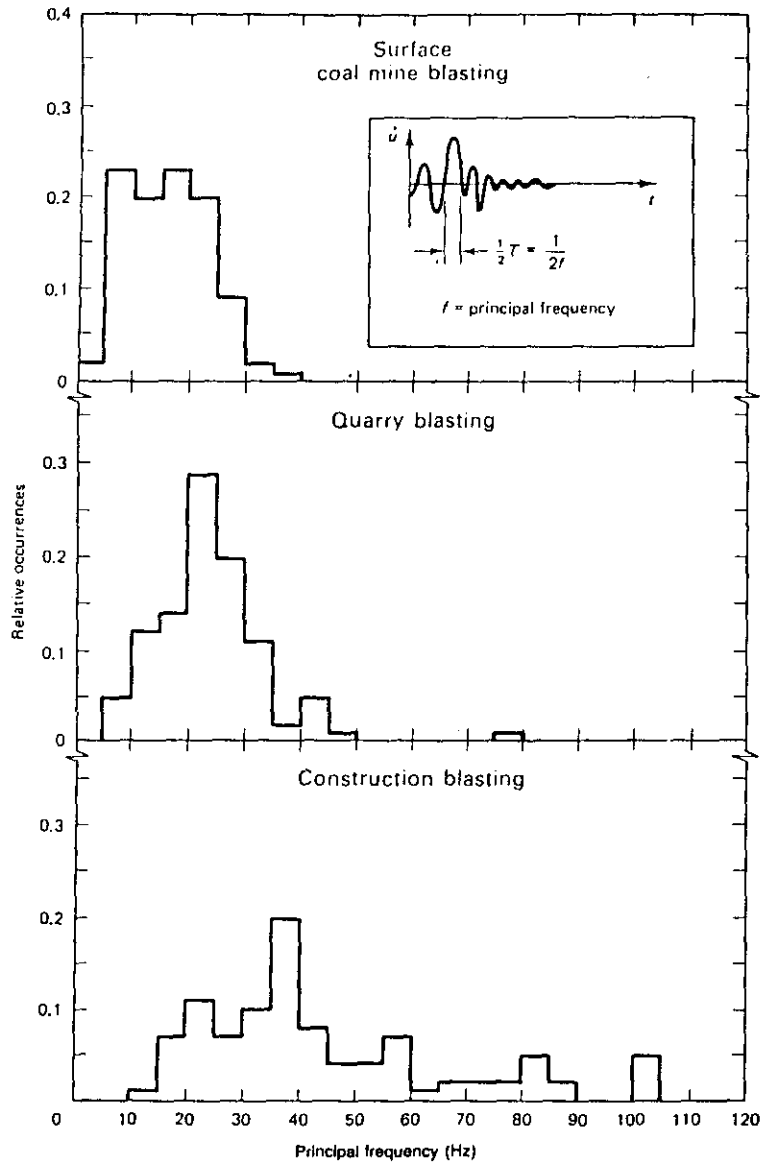 0.4
Surface
coal mine blasting
0.3
u̇
t
½ τ = 1/2f
0.2
f = principal frequency
0.1
0
Quarry blasting
0.3
Relative occurrences
0.2
0.1
0
Construction blasting
0.3
0.2
0.1
0 10 20 30 40 50 60 70 80 90 100 110 120
Principal frequency (Hz)